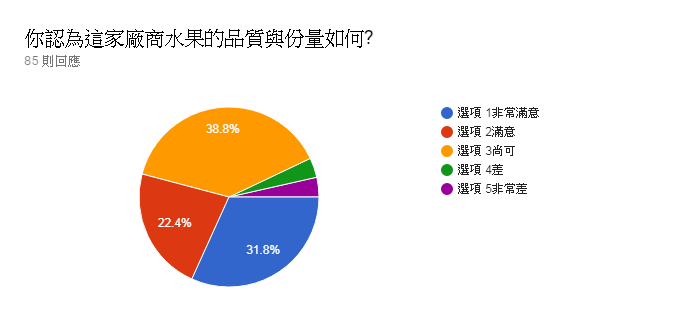 你認為這家廠商水果的品質與份量如何?
85 則回應
38.8%
22.4%
31.8%
選項 1非常滿意
選項 2滿意
選項 3尚可
選項 4差
選項 5非常差